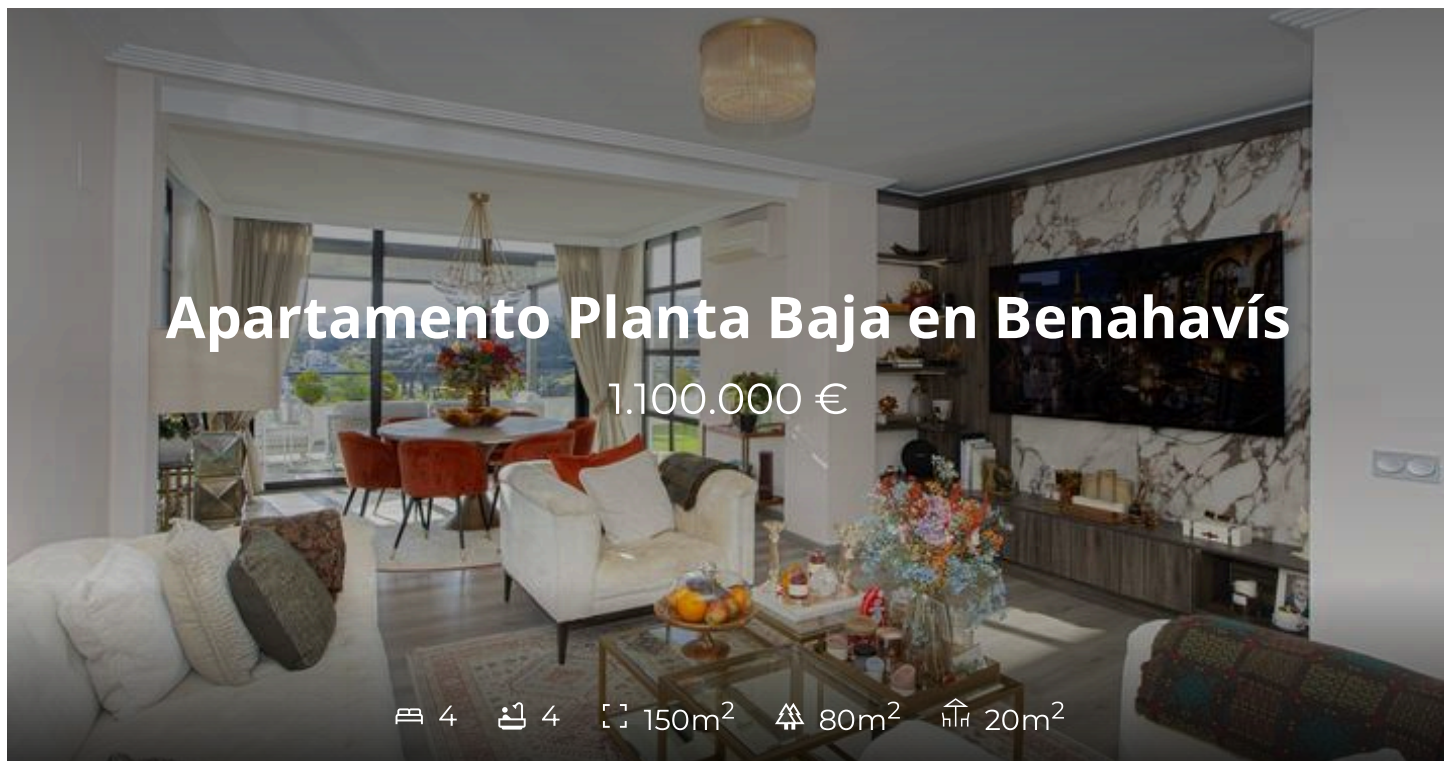 Apartamento Planta Baja en Benahavís
1.100.000 €
4 4 150m² 80m² 20m²